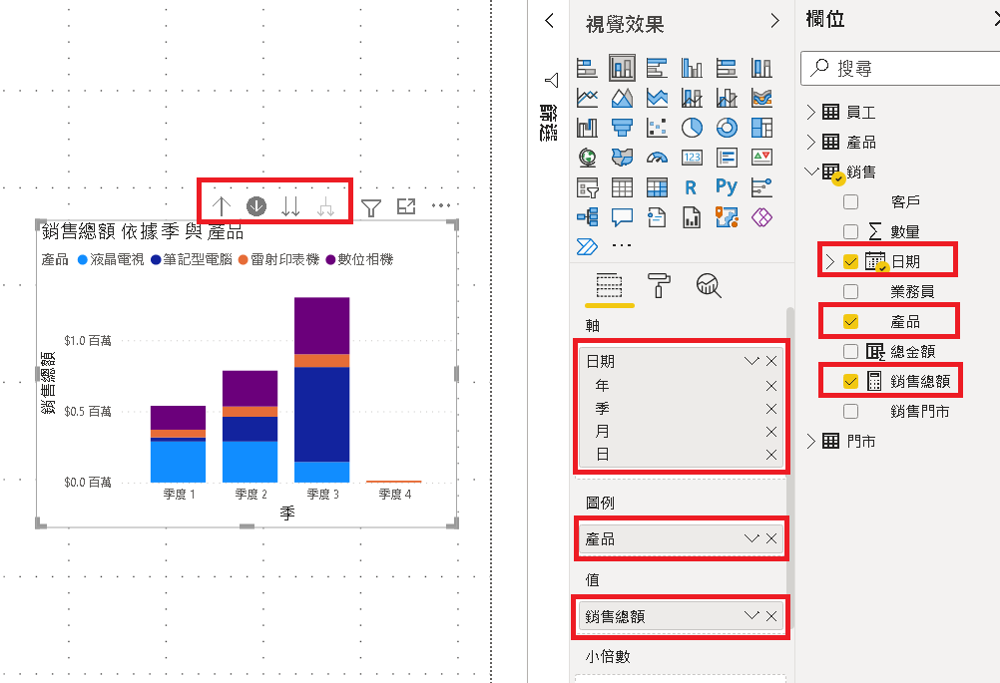 銷售總額 依據 季 與 產品
產品 液晶電視 筆記型電腦 雷射印表機 數位相機
銷售總額
$1.0 百萬
$0.5 百萬
$0.0 百萬
季度 1 季度 2 季度 3 季度 4
季
篩選
視覺效果
123
R
Py
軸
日期
年
季
月
日
圖例
產品
值
銷售總額
小倍數
欄位
搜尋
員工
產品
銷售
客戶
數量
日期
業務員
產品
總金額
銷售總額
銷售門市
門市